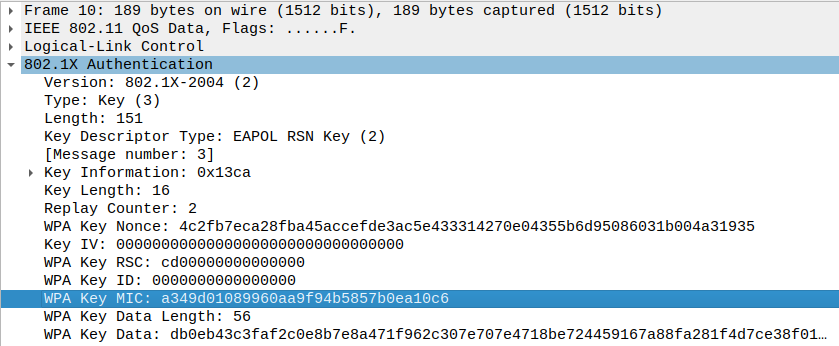 Frame 10: 189 bytes on wire (1512 bits), 189 bytes captured (1512 bits)
IEEE 802.11 QoS Data, Flags: ......F.
Logical-Link Control
802.1X Authentication
Version: 802.1X-2004 (2)
Type: Key (3)
Length: 151
Key Descriptor Type: EAPOL RSN Key (2)
[Message number: 3]
Key Information: 0x13ca
Key Length: 16
Replay Counter: 2
WPA Key Nonce: 4c2fb7eca28fba45accefde3ac5e433314270e04355b6d95086031b004a31935
Key IV: 00000000000000000000000000000000
WPA Key RSC: cd00000000000000
WPA Key ID: 0000000000000000
WPA Key MIC: a349d01089960aa9f94b5857b0ea10c6
WPA Key Data Length: 56
WPA Key Data: db0eb43c3faf2c0e8b7e8a471f962c307e707e4718be724459167a88fa281f4d7ce38f01…